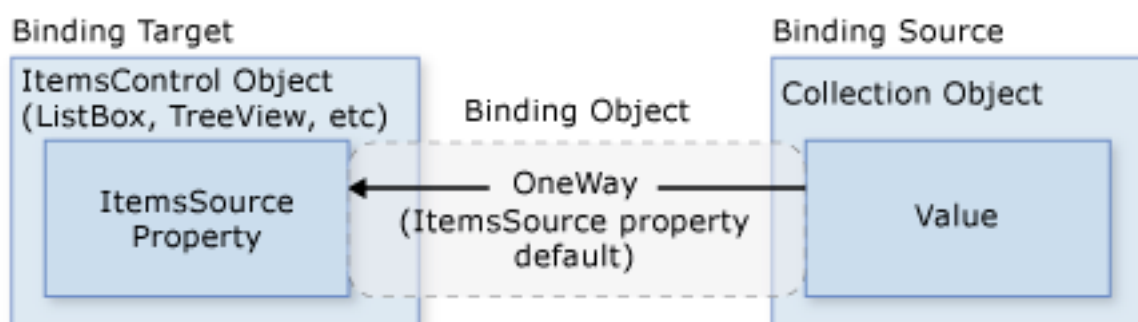 Binding Target
Binding Source
ItemsControl Object
(ListBox, TreeView, etc)
Collection Object
Binding Object
ItemsSource
Property
OneWay
(ItemsSource property
default)
Value